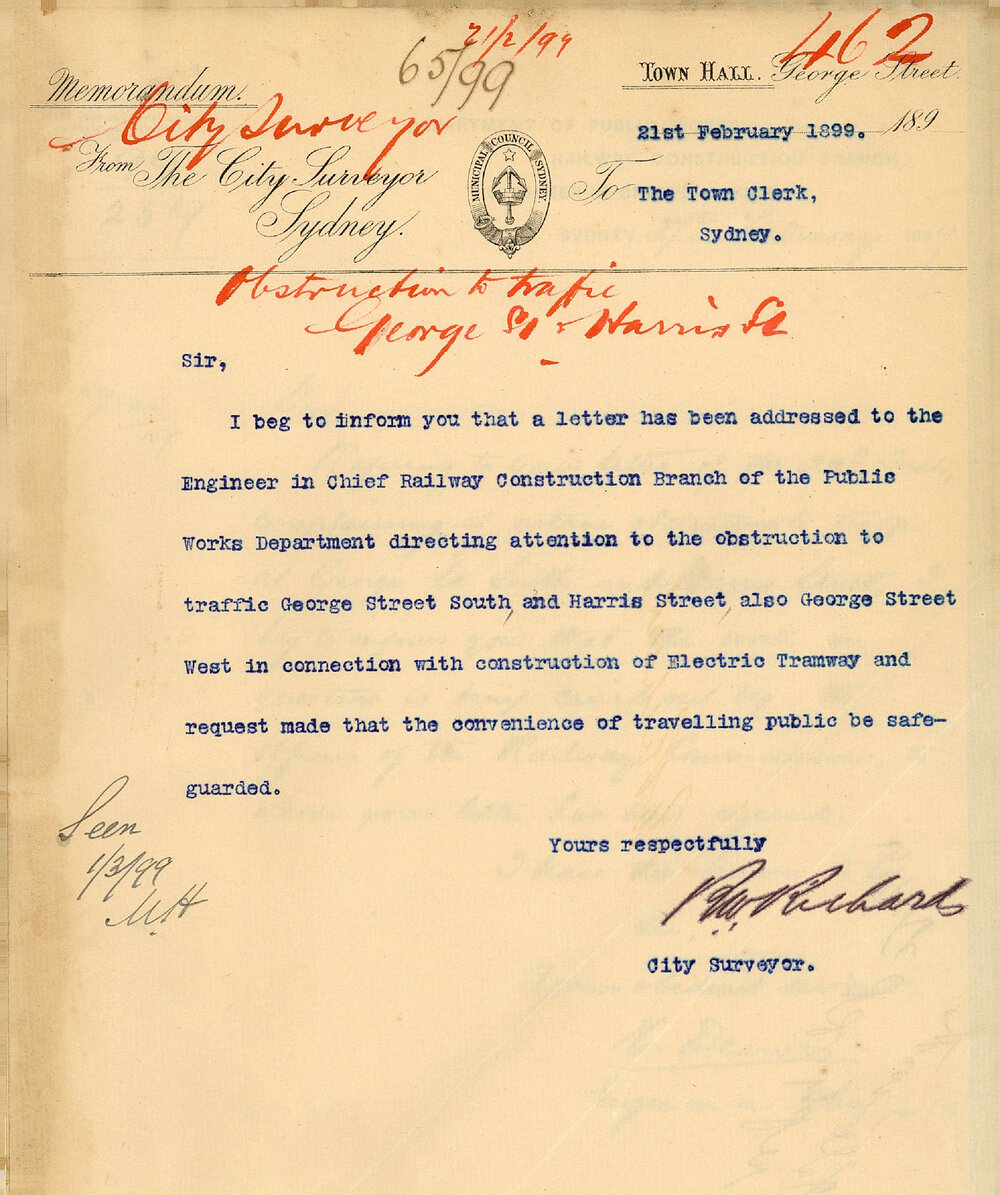 21/2/99
462
65/99
Town Hall. George Street.
Memorandum.
City Surveyor
21st February 1899. 189
MUNICIPAL COUNCIL SYDNEY
From The City Surveyor
Sydney.
To The Town Clerk,
Sydney.
Obstruction to traffic
George St & Harris St
Sir,
I beg to inform you that a letter has been addressed to the
Engineer in Chief Railway Construction Branch of the Public
Works Department directing attention to the obstruction to
traffic George Street South, and Harris Street, also George Street
West in connection with construction of Electric Tramway and
request made that the convenience of travelling public be safe-
guarded.
Seen
1/3/99
M.H
Yours respectfully
R.W. Richards
City Surveyor.